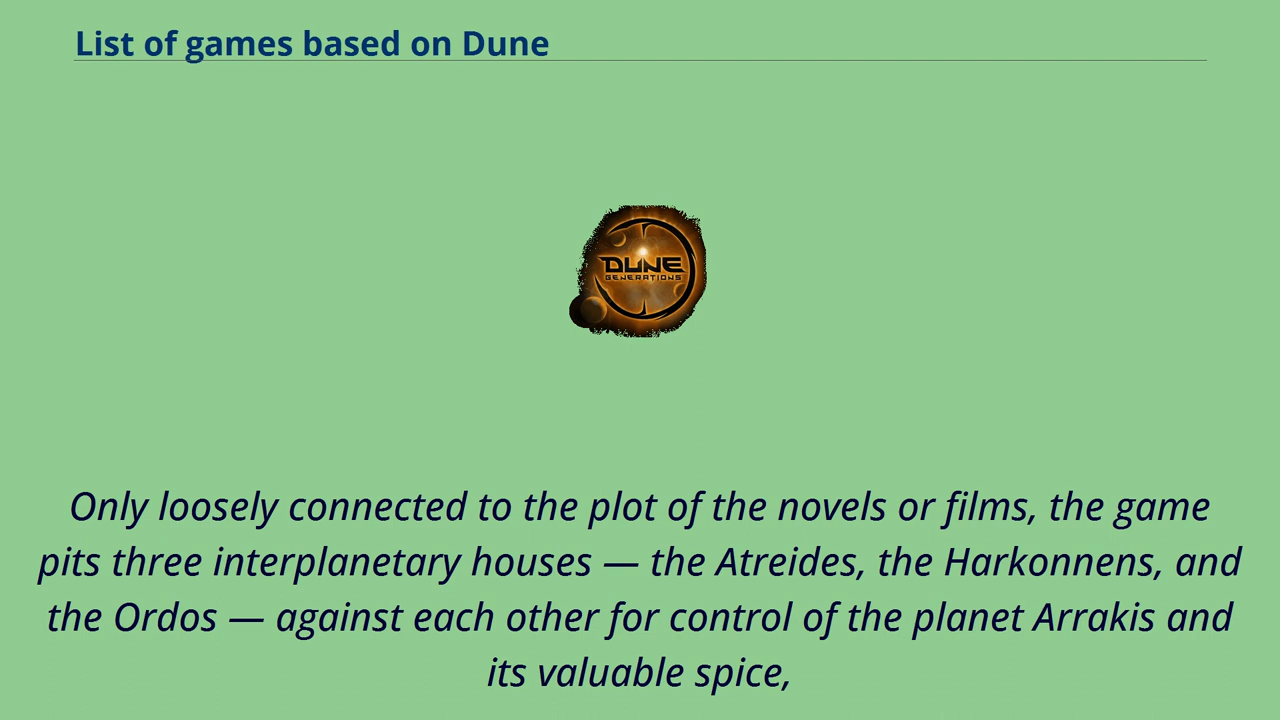 List of games based on Dune
DUNE
GENERATIONS
Only loosely connected to the plot of the novels or films, the game
pits three interplanetary houses — the Atreides, the Harkonnens, and
the Ordos — against each other for control of the planet Arrakis and
its valuable spice,